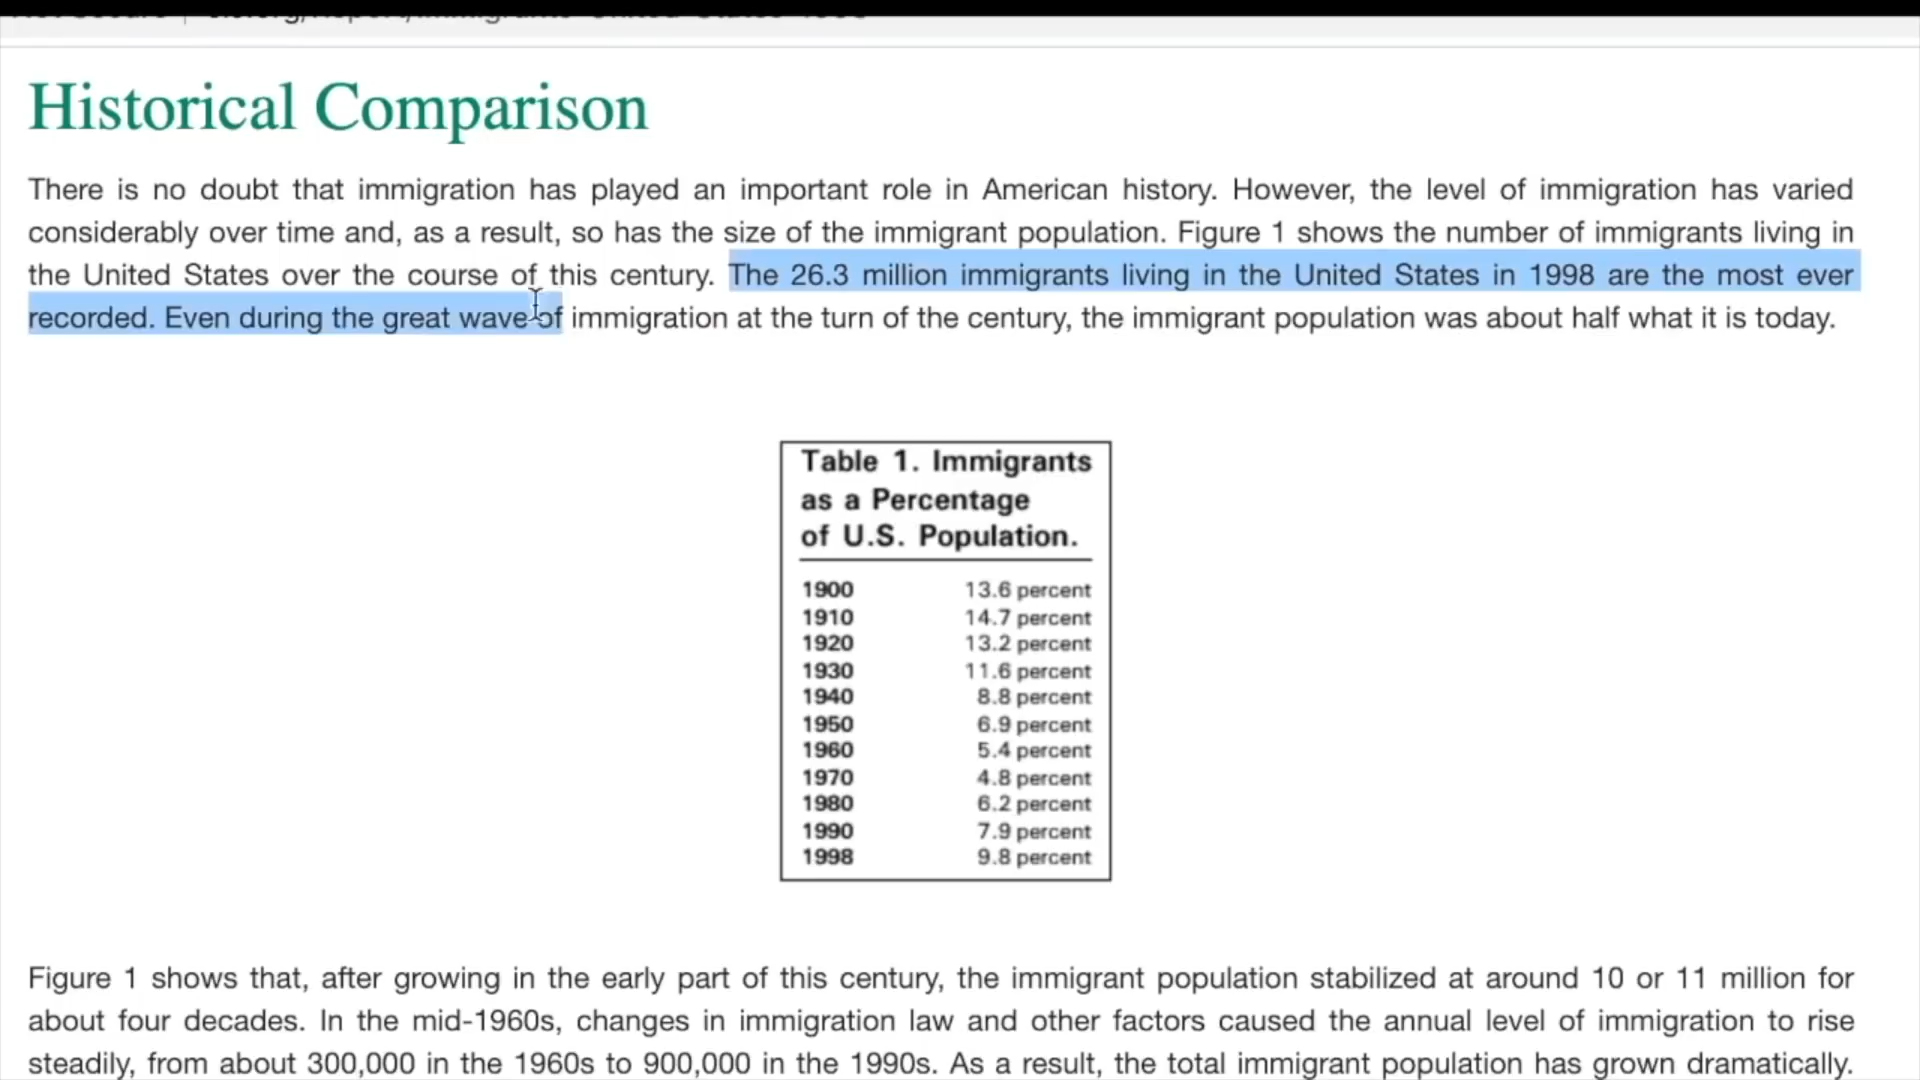 Historical Comparison
There is no doubt that immigration has played an important role in American history. However, the level of immigration has varied
considerably over time and, as a result, so has the size of the immigrant population. Figure 1 shows the number of immigrants living in
the United States over the course of this century. The 26.3 million immigrants living in the United States in 1998 are the most ever
recorded. Even during the great wave of immigration at the turn of the century, the immigrant population was about half what it is today.
Table 1. Immigrants
as a Percentage
of U.S. Population.
1900 13.6 percent
1910 14.7 percent
1920 13.2 percent
1930 11.6 percent
1940 8.8 percent
1950 6.9 percent
1960 5.4 percent
1970 4.8 percent
1980 6.2 percent
1990 7.9 percent
1998 9.8 percent
Figure 1 shows that, after growing in the early part of this century, the immigrant population stabilized at around 10 or 11 million for
about four decades. In the mid-1960s, changes in immigration law and other factors caused the annual level of immigration to rise
steadily, from about 300,000 in the 1960s to 900,000 in the 1990s. As a result, the total immigrant population has grown dramatically.